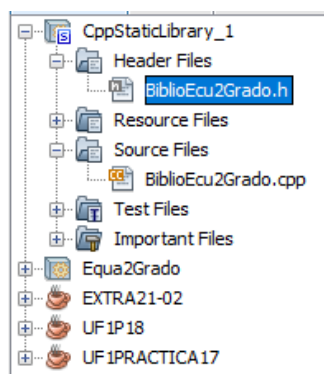 CppStaticLibrary_1
Header Files
BiblioEcu2Grado.h
Resource Files
Source Files
BiblioEcu2Grado.cpp
Test Files
Important Files
Equa2Grado
EXTRA21-02
UF1P18
UF1PRACTICA17